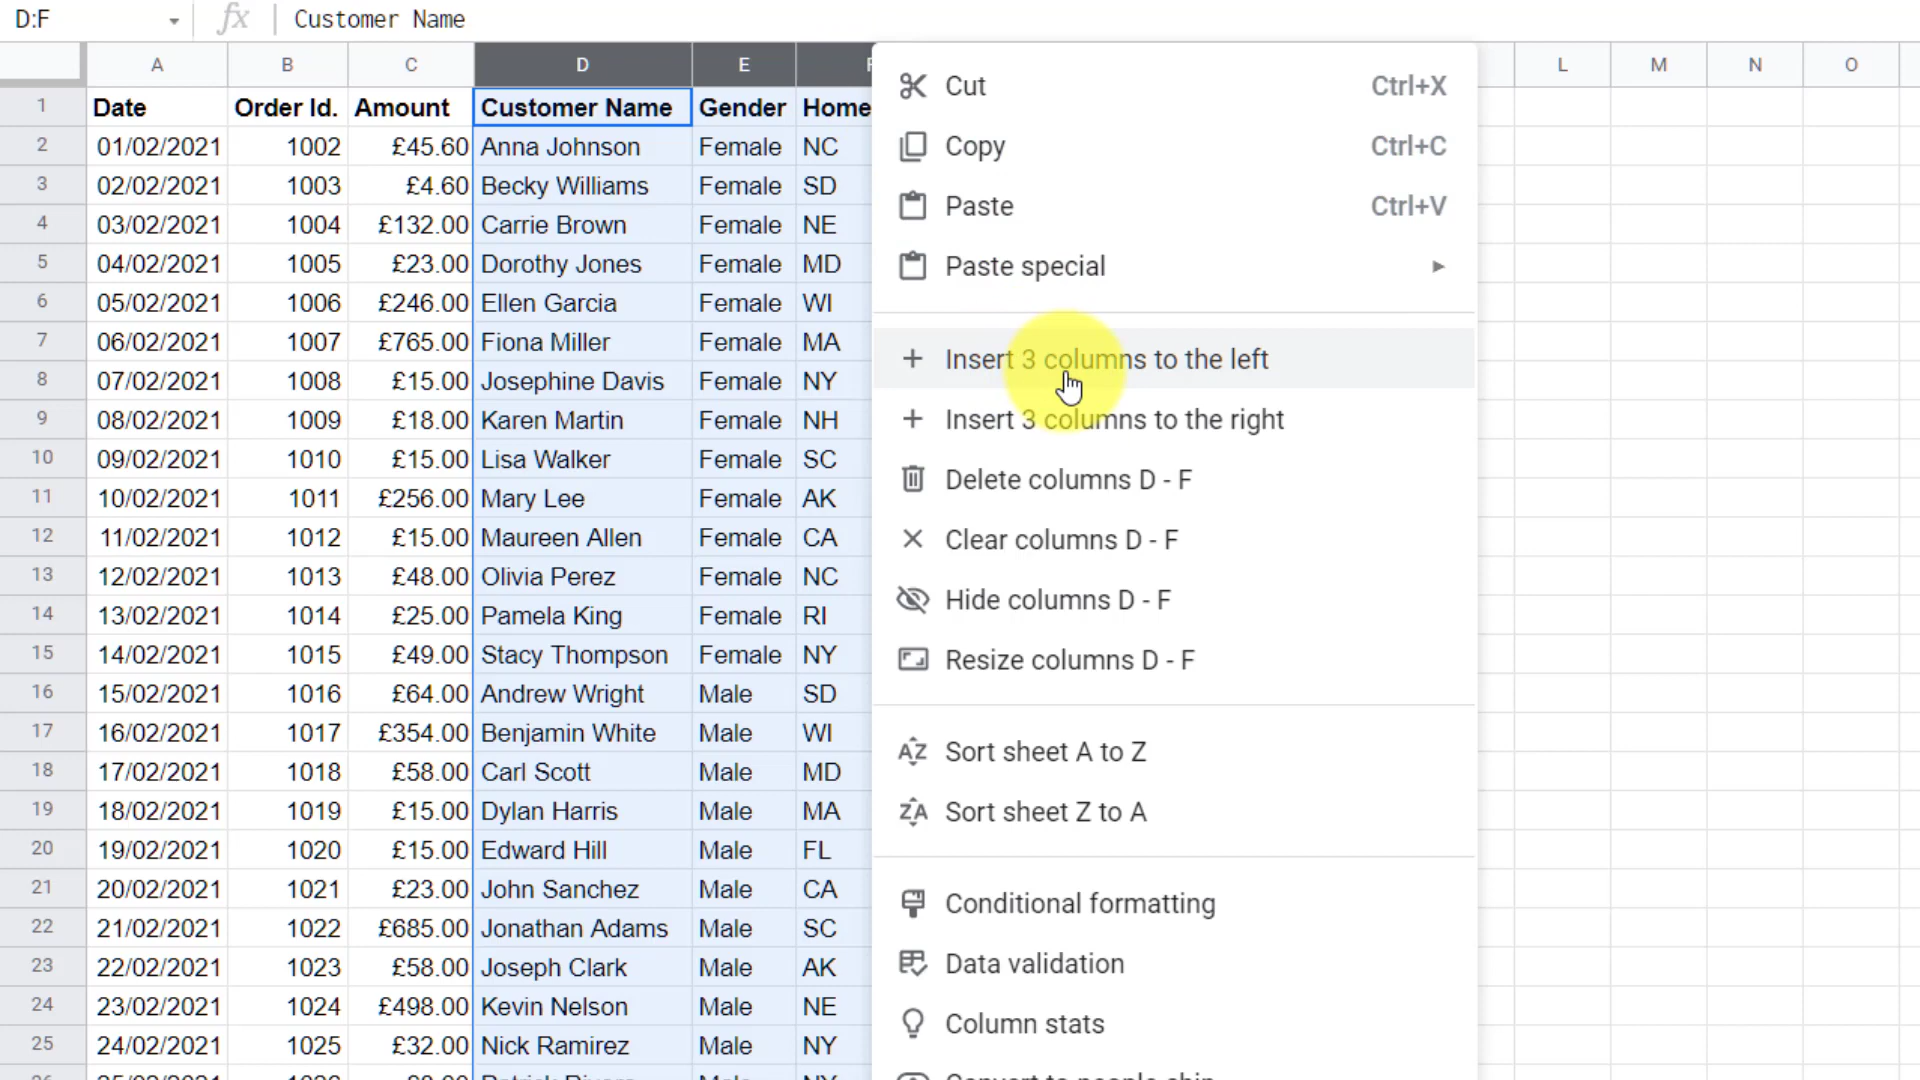 D:F Customer Name
A B C D E L M N O
1 Date Order Id. Amount Customer Name Gender Home
2 01/02/2021 1002 £45.60 Anna Johnson Female NC
3 02/02/2021 1003 £4.60 Becky Williams Female SD
4 03/02/2021 1004 £132.00 Carrie Brown Female NE
5 04/02/2021 1005 £23.00 Dorothy Jones Female MD
6 05/02/2021 1006 £246.00 Ellen Garcia Female WI
7 06/02/2021 1007 £765.00 Fiona Miller Female MA
8 07/02/2021 1008 £15.00 Josephine Davis Female NY
9 08/02/2021 1009 £18.00 Karen Martin Female NH
10 09/02/2021 1010 £15.00 Lisa Walker Female SC
11 10/02/2021 1011 £256.00 Mary Lee Female AK
12 11/02/2021 1012 £15.00 Maureen Allen Female CA
13 12/02/2021 1013 £48.00 Olivia Perez Female NC
14 13/02/2021 1014 £25.00 Pamela King Female RI
15 14/02/2021 1015 £49.00 Stacy Thompson Female NY
16 15/02/2021 1016 £64.00 Andrew Wright Male SD
17 16/02/2021 1017 £354.00 Benjamin White Male WI
18 17/02/2021 1018 £58.00 Carl Scott Male MD
19 18/02/2021 1019 £15.00 Dylan Harris Male MA
20 19/02/2021 1020 £15.00 Edward Hill Male FL
21 20/02/2021 1021 £23.00 John Sanchez Male CA
22 21/02/2021 1022 £685.00 Jonathan Adams Male SC
23 22/02/2021 1023 £58.00 Joseph Clark Male AK
24 23/02/2021 1024 £498.00 Kevin Nelson Male NE
25 24/02/2021 1025 £32.00 Nick Ramirez Male NY
Cut Ctrl+X
Copy Ctrl+C
Paste Ctrl+V
Paste special
Insert 3 columns to the left
Insert 3 columns to the right
Delete columns D - F
Clear columns D - F
Hide columns D - F
Resize columns D - F
Sort sheet A to Z
Sort sheet Z to A
Conditional formatting
Data validation
Column stats
Convert to people chip